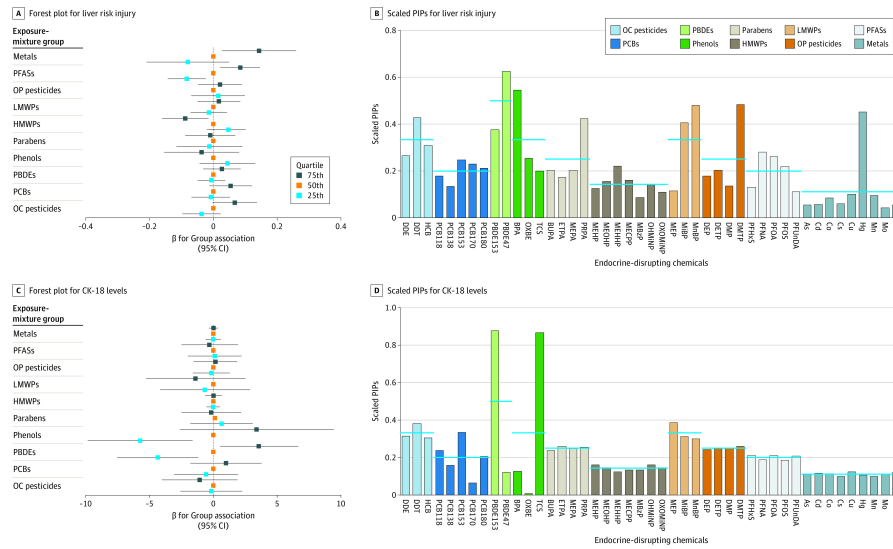 A Forest plot for liver risk injury
Exposure-
mixture group
Metals
PFASs
OP pesticides
LMWPs
HMWPs
Parabens
Phenols
PBDEs
PCBs
OC pesticides
Quartile
75th
50th
25th
-0.4 -0.2 0 0.2 0.4
β for Group association
(95% CI)
B Scaled PIPs for liver risk injury
OC pesticides PBDEs Parabens LMWPs PFASs
PCBs Phenols HMWPs OP pesticides Metals
Scaled PIPs
0.8
0.6
0.4
0.2
0
DDE DDT HCB PCB118 PCB138 PCB153 PCB170 PCB180 PBDE153 PBDE47 BPA OXBE TCS BUPA ETPA MEPA PRPA MEHP MEOHP MEHHP MECPP MBzP OHMiNP OXOMiNP MEP MiBP MnBP DEP DETP DMP DMTP PFHxS PFNA PFOA PFOS PFUnDA As Cd Co Cs Cu Hg Mn Mo
Endocrine-disrupting chemicals
C Forest plot for CK-18 levels
Exposure-
mixture group
Metals
PFASs
OP pesticides
LMWPs
HMWPs
Parabens
Phenols
PBDEs
PCBs
OC pesticides
-10 -5 0 5 10
β for Group association
(95% CI)
D Scaled PIPs for CK-18 levels
Scaled PIPs
1.0
0.8
0.6
0.4
0.2
0
DDE DDT HCB PCB118 PCB138 PCB153 PCB170 PCB180 PBDE153 PBDE47 BPA OXBE TCS BUPA ETPA MEPA PRPA MEHP MEOHP MEHHP MECPP MBzP OHMiNP OXOMiNP MEP MiBP MnBP DEP DETP DMP DMTP PFHxS PFNA PFOA PFOS PFUnDA As Cd Co Cs Cu Hg Mn Mo
Endocrine-disrupting chemicals